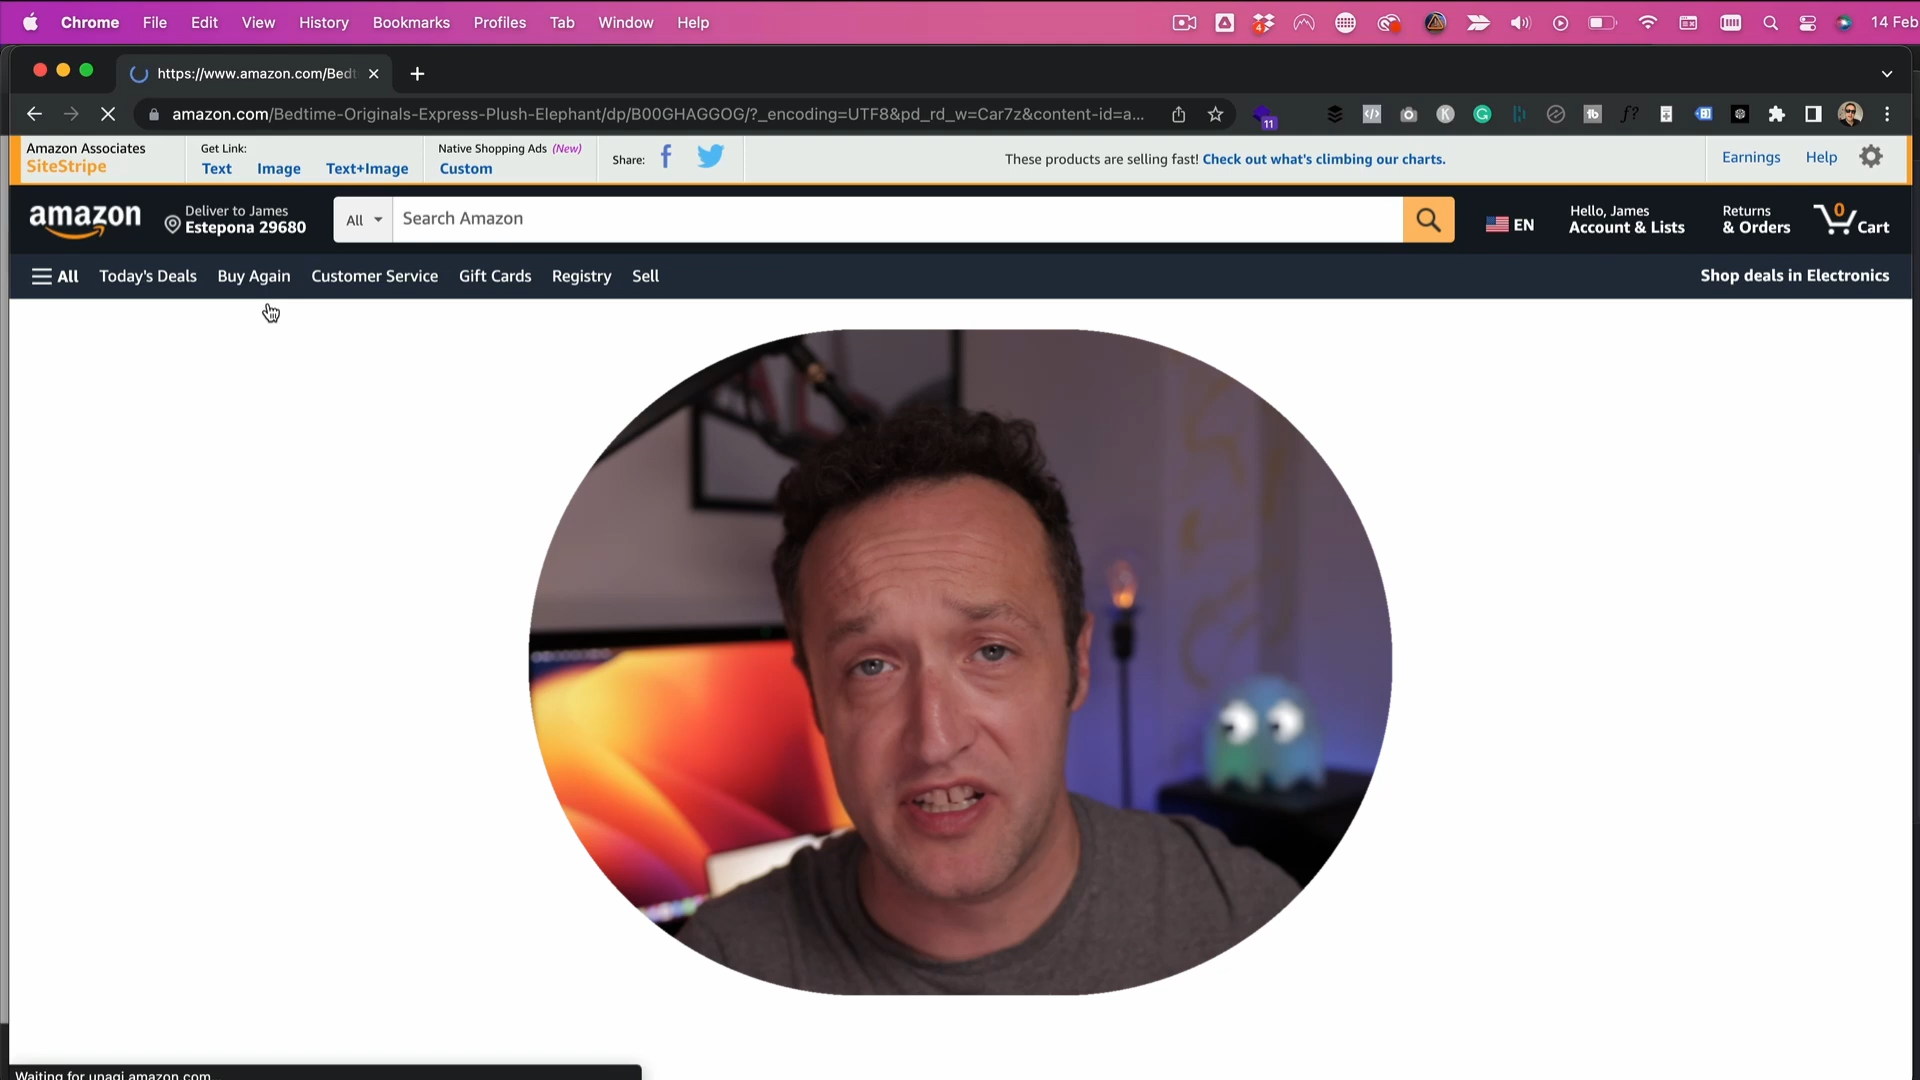 Chrome File Edit View History Bookmarks Profiles Tab Window Help 4 14 Feb
https://www.amazon.com/Bedt
amazon.com/Bedtime-Originals-Express-Plush-Elephant/dp/B00GHAGGOG/?_encoding=UTF8&pd_rd_w=Car7z&content-id=a... 11 K G 1b f?
Amazon Associates
SiteStripe
Get Link:
Text Image Text+Image
Native Shopping Ads (New)
Custom
Share:
These products are selling fast! Check out what's climbing our charts.
Earnings Help
amazon
Deliver to James
Estepona 29680
All
Search Amazon
EN
Hello, James
Account & Lists
Returns
& Orders
0
Cart
All Today's Deals Buy Again Customer Service Gift Cards Registry Sell Shop deals in Electronics
Waiting for unagi.amazon.com...